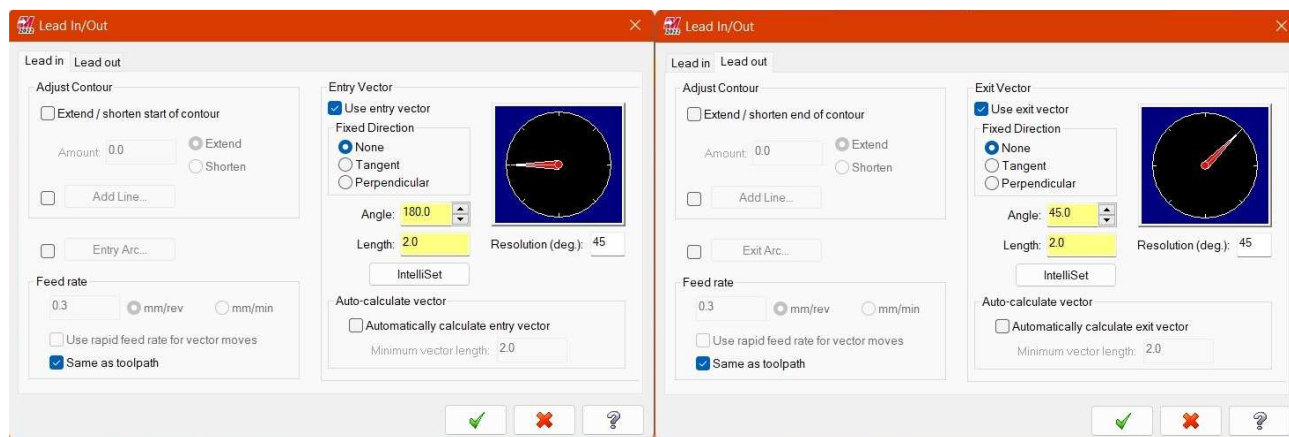 Lead In/Out
Lead in Lead out
Adjust Contour
Extend / shorten start of contour
Amount: 0.0
Extend
Shorten
Add Line...
Entry Arc...
Feed rate
0.3
mm/rev
mm/min
Use rapid feed rate for vector moves
Same as toolpath
Entry Vector
Use entry vector
Fixed Direction
None
Tangent
Perpendicular
Angle: 180.0
Length: 2.0
Resolution (deg.): 45
IntelliSet
Auto-calculate vector
Automatically calculate entry vector
Minimum vector length: 2.0
Lead In/Out
Lead in Lead out
Adjust Contour
Extend / shorten end of contour
Amount: 0.0
Extend
Shorten
Add Line...
Exit Arc...
Feed rate
0.3
mm/rev
mm/min
Use rapid feed rate for vector moves
Same as toolpath
Exit Vector
Use exit vector
Fixed Direction
None
Tangent
Perpendicular
Angle: 45.0
Length: 2.0
Resolution (deg.): 45
IntelliSet
Auto-calculate vector
Automatically calculate exit vector
Minimum vector length: 2.0